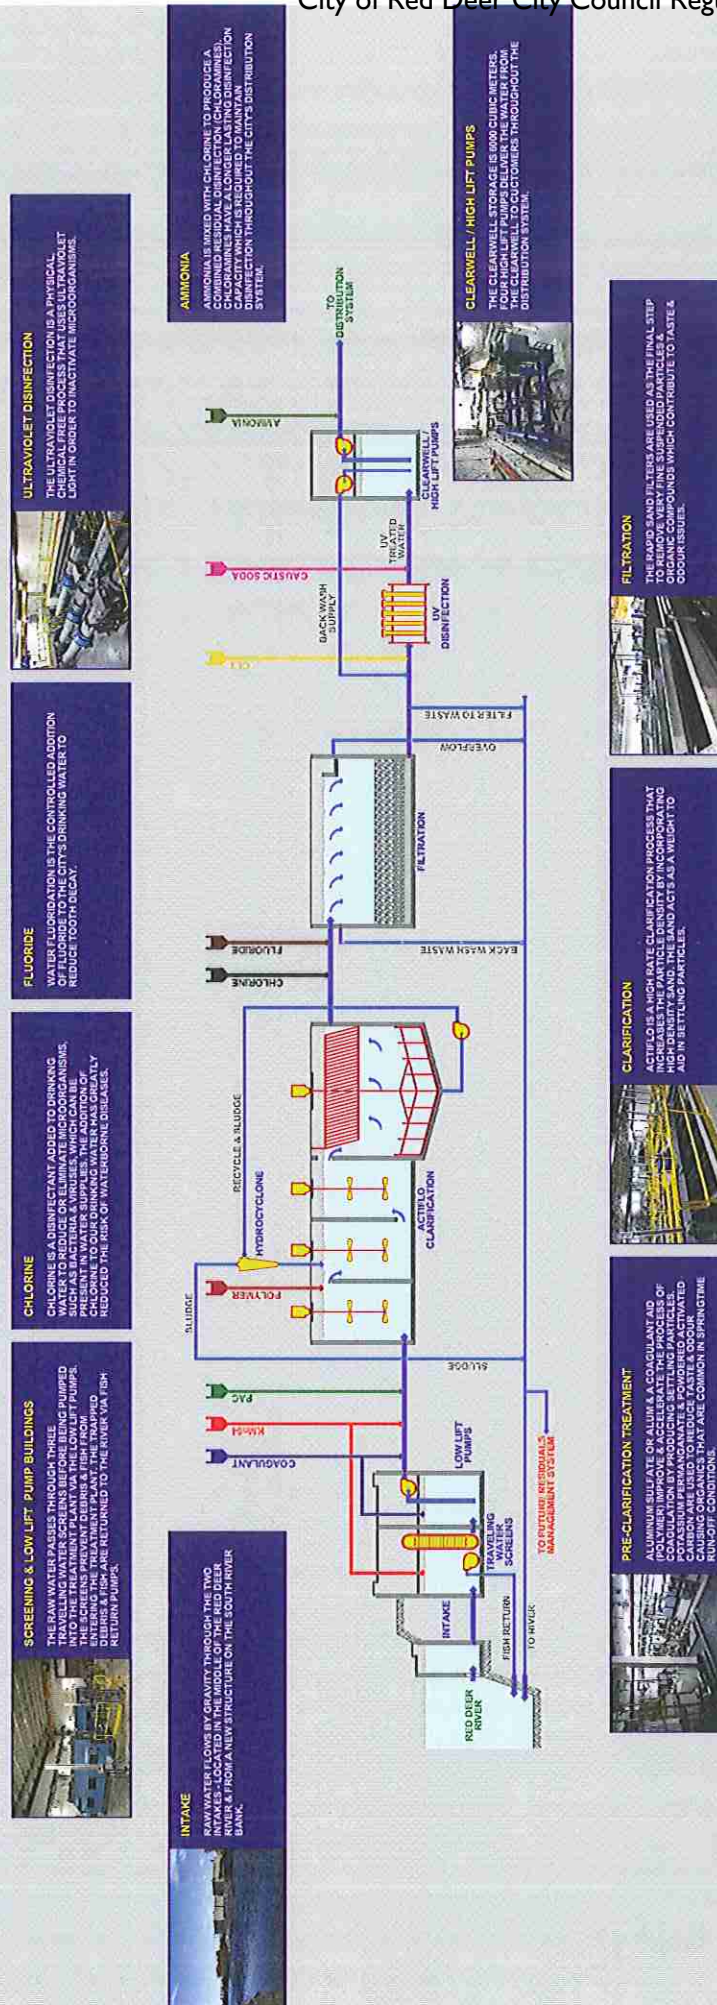 City of Red Deer City Council Regu
SCREENING & LOW LIFT PUMP BUILDINGS
THE RAW WATER PASSES THROUGH THREE
TRAVELLING WATER SCREENS BEFORE BEING PUMPED
INTO THE TREATMENT PLANT VIA THE LOW LIFT PUMPS.
THE SCREENS PREVENT DEBRIS & FISH FROM
ENTERING THE TREATMENT PLANT. THE TRAPPED
DEBRIS & FISH ARE RETURNED TO THE RIVER VIA FISH
RETURN PUMPS.
CHLORINE
CHLORINE IS A DISINFECTANT ADDED TO DRINKING
WATER TO REDUCE OR ELIMINATE MICROORGANISMS,
SUCH AS BACTERIA & VIRUSES, WHICH CAN BE
PRESENT IN WATER SUPPLIES. THE ADDITION OF
CHLORINE TO OUR DRINKING WATER HAS GREATLY
REDUCED THE RISK OF WATERBORNE DISEASES.
FLUORIDE
WATER FLUORIDATION IS THE CONTROLLED ADDITION
OF FLUORIDE TO THE CITY'S DRINKING WATER TO
REDUCE TOOTH DECAY.
ULTRAVIOLET DISINFECTION
THE ULTRAVIOLET DISINFECTION IS A PHYSICAL,
CHEMICAL FREE PROCESS THAT USES ULTRAVIOLET
LIGHT IN ORDER TO INACTIVATE MICROORGANISMS.
INTAKE
RAW WATER FLOWS BY GRAVITY THROUGH THE TWO
INTAKES - LOCATED IN THE MIDDLE OF THE RED DEER
RIVER & FROM A NEW STRUCTURE ON THE SOUTH RIVER
BANK.
AMMONIA
AMMONIA IS MIXED WITH CHLORINE TO PRODUCE A
COMBINED RESIDUAL DISINFECTION (CHLORAMINES).
CHLORAMINES HAVE A LONGER LASTING DISINFECTION
CAPACITY WHICH IS REQUIRED TO MAINTAIN
DISINFECTION THROUGHOUT THE CITY'S DISTRIBUTION
SYSTEM.
COAGULANT
KMnO4
PAC
SLUDGE
POLYMER
HYDROCYCLONE
RECYCLE & SLUDGE
CHLORINE
FLUORIDE
BACK WASH
SUPPLY
CAUSTIC SODA
AMMONIA
TO
DISTRIBUTION
SYSTEM
RED DEER
RIVER
INTAKE
FISH RETURN
TO RIVER
TRAVELING
WATER
SCREENS
LOW LIFT
PUMPS
SLUDGE
TO FUTURE RESIDUALS
MANAGEMENT SYSTEM
ACTIFLO
CLARIFICATION
BACK WASH WASTE
FILTRATION
OVERFLOW
FILTER TO WASTE
UV
DISINFECTION
UV
TREATED
WATER
CLEARWELL /
HIGH LIFT PUMPS
CLEARWELL / HIGH LIFT PUMPS
THE CLEARWELL STORAGE IS 6000 CUBIC METERS.
FOUR HIGH LIFT PUMPS DELIVER THE WATER FROM
THE CLEARWELL TO CUCTOMERS THROUGHOUT THE
DISTRIBUTION SYSTEM.
PRE-CLARIFICATION TREATMENT
ALUMINUM SULFATE OR ALUM & A COAGULANT AID
(POLYMER) IMPROVE & ACCELERATE THE PROCESS OF
COAGULATION BY PRODUCING SETTLING PARTICLES.
POTASSIUM PERMANGANATE & POWDERED ACTIVATED
CARBON ARE USED TO REDUCE TASTE & ODOUR
CAUSING ORGANICS THAT ARE COMMON IN SPRINGTIME
RUN-OFF CONDITIONS.
CLARIFICATION
ACTIFLO IS A HIGH RATE CLARIFICATION PROCESS THAT
INCREASES THE PARTICLE DENSITY BY INCORPORATING
HIGH DENSITY SAND. THE SAND ACTS AS A WEIGHT TO
AID IN SETTLING PARTICLES.
FILTRATION
THE RAPID SAND FILTERS ARE USED AS THE FINAL STEP
TO REMOVE VERY FINE SUSPENDED PARTICLES &
ORGANIC COMPOUNDS WHICH CONTRIBUTE TO TASTE &
ODOUR ISSUES.